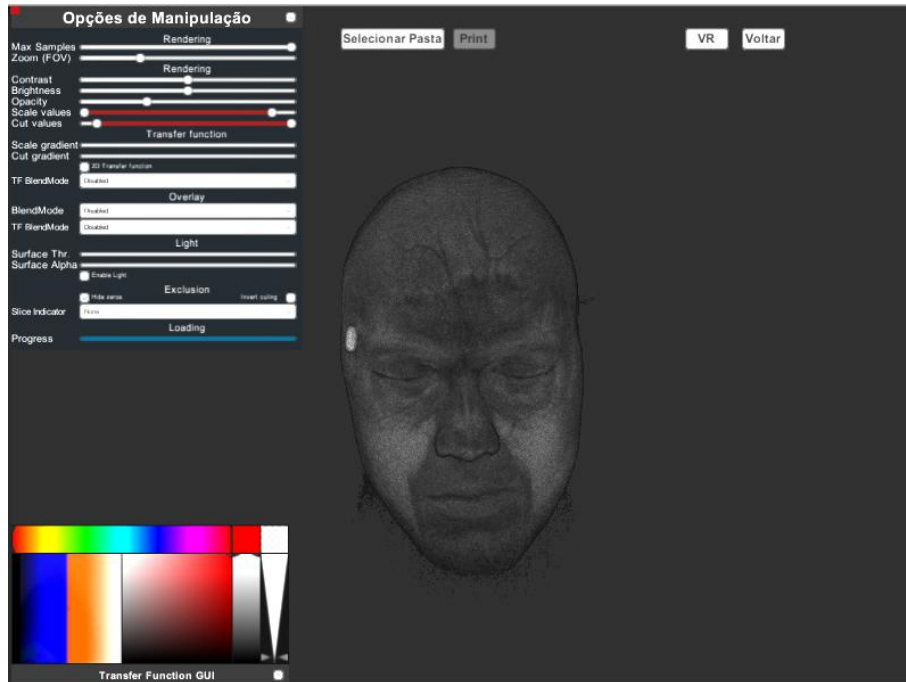 Opções de Manipulação
Selecionar Pasta Print VR Voltar
Rendering
Max Samples
Zoom (FOV)
Rendering
Contrast
Brightness
Opacity
Scale values
Cut values
Transfer function
Scale gradient
Cut gradient
2D Transfer function
TF BlendMode Disabled
Overlay
BlendMode Disabled
TF BlendMode Disabled
Light
Surface Thr.
Surface Alpha
Enable Light
Exclusion
Hide zeros Invert culling
Slice Indicator None
Loading
Progress
Transfer Function GUI